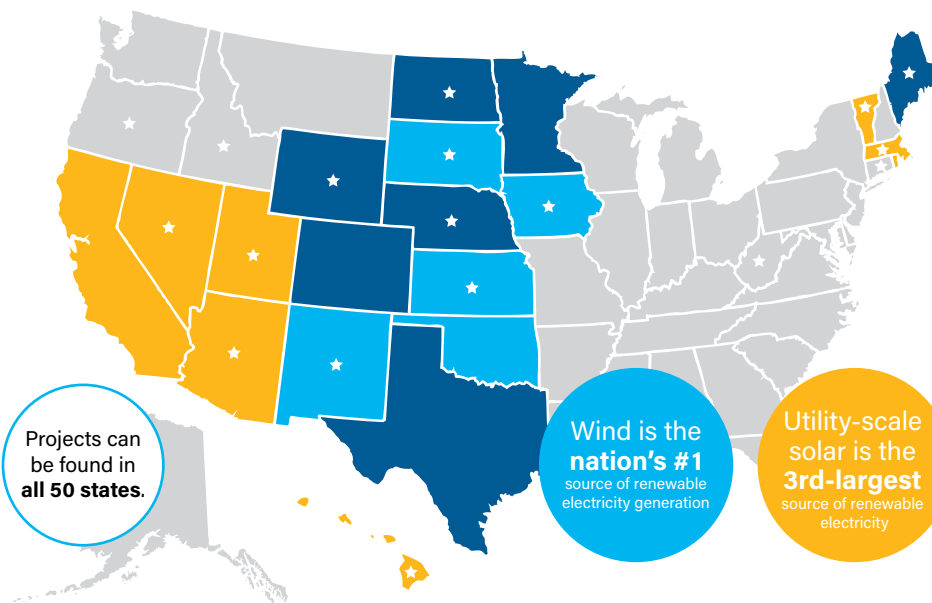 Projects can
be found in
all 50 states.
Wind is the
nation's #1
source of renewable
electricity generation
Utility-scale
solar is the
3rd-largest
source of renewable
electricity